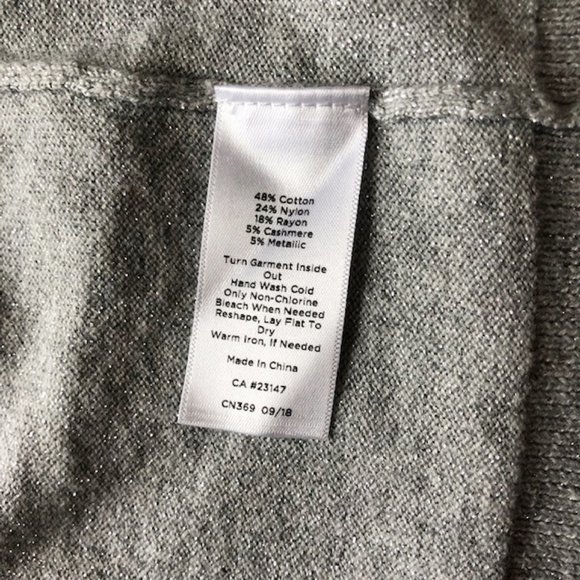 48% Cotton
24% Nylon
18% Rayon
5% Cashmere
5% Metallic
Turn Garment Inside
Out
Hand Wash Cold
Only Non-Chlorine
Bleach When Needed
Reshape, Lay Flat To
Dry
Warm Iron, If Needed
Made In China
CA #23147
CN369 09/18